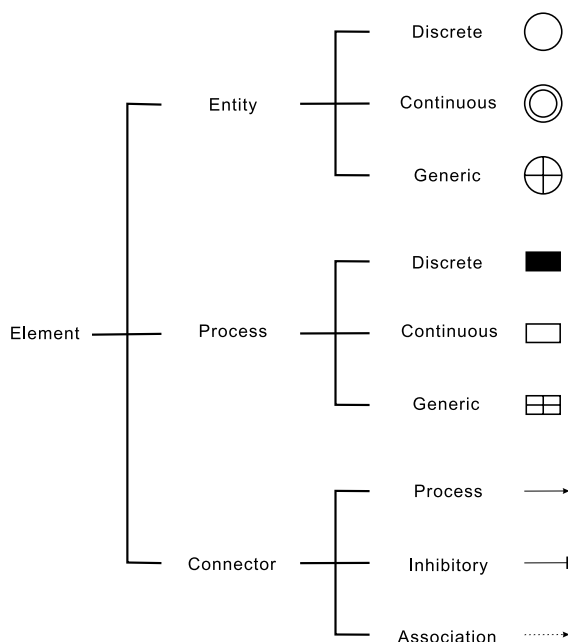 Discrete
Entity
Continuous
Generic
Discrete
Element
Process
Continuous
Generic
Process
Connector
Inhibitory
Association